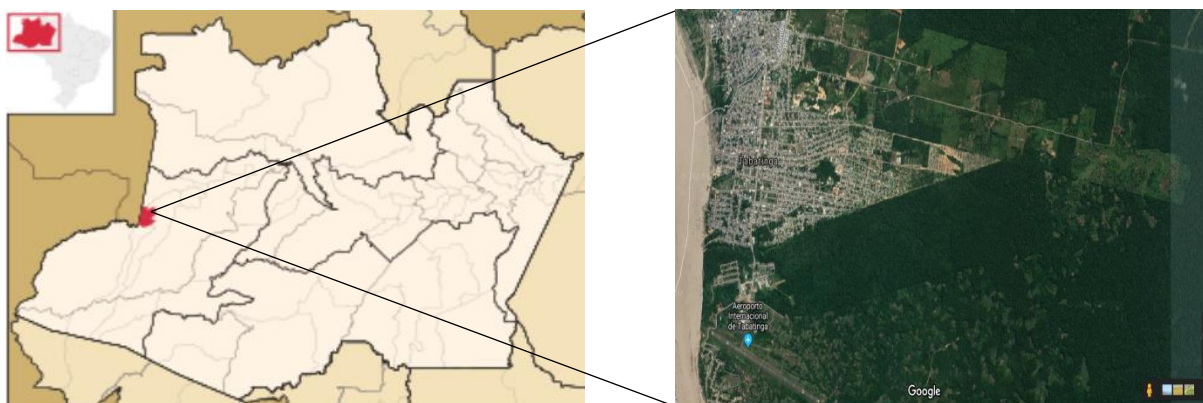 Tabatinga
Aeroporto
Internacional
de Tabatinga
Google